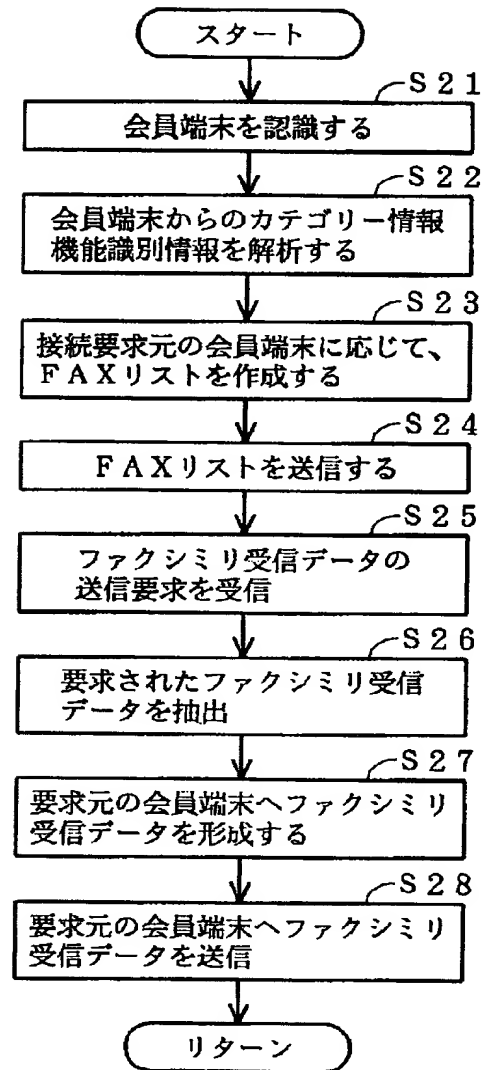 スタート
S21
会員端末を認識する
S22
会員端末からのカテゴリー情報
機能識別情報を解析する
S23
接続要求元の会員端末に応じて、
FAXリストを作成する
S24
FAXリストを送信する
S25
ファクシミリ受信データの
送信要求を受信
S26
要求されたファクシミリ受信
データを抽出
S27
要求元の会員端末へファクシミリ
受信データを形成する
S28
要求元の会員端末へファクシミリ
受信データを送信
リターン